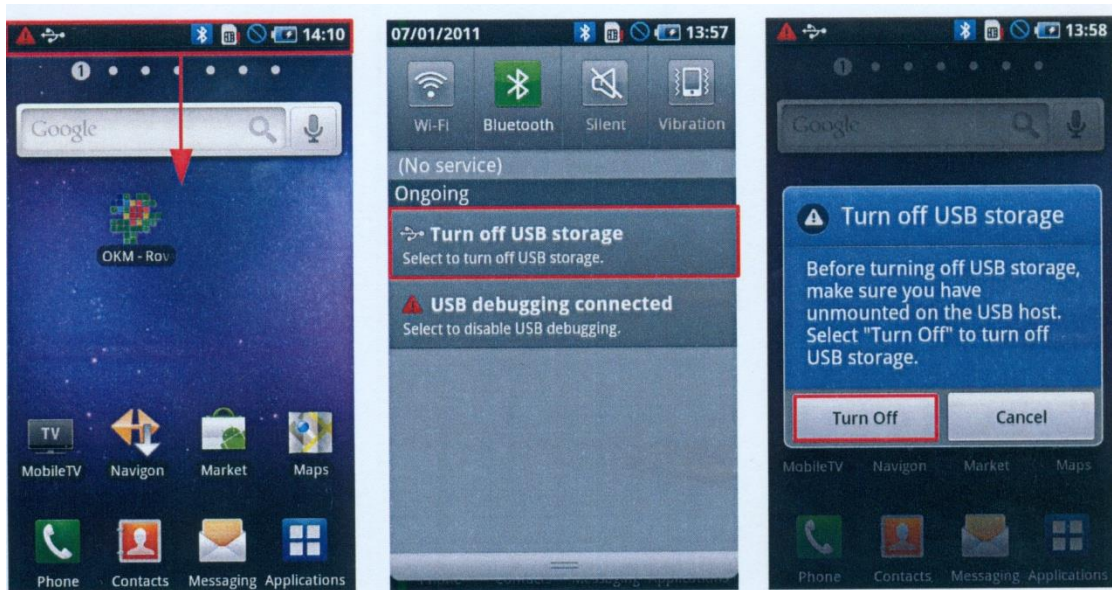 14:10
1
Google
OKM - Rov
TV
MobileTV Navigon Market Maps
Phone Contacts Messaging Applications
07/01/2011 13:57
Wi-Fi Bluetooth Silent Vibration
(No service)
Ongoing
Turn off USB storage
Select to turn off USB storage.
USB debugging connected
Select to disable USB debugging.
13:58
1
Google
Turn off USB storage
Before turning off USB storage,
make sure you have
unmounted on the USB host.
Select "Turn Off" to turn off
USB storage.
Turn Off Cancel
MobileTV Navigon Market Maps
Phone Contacts Messaging Applications